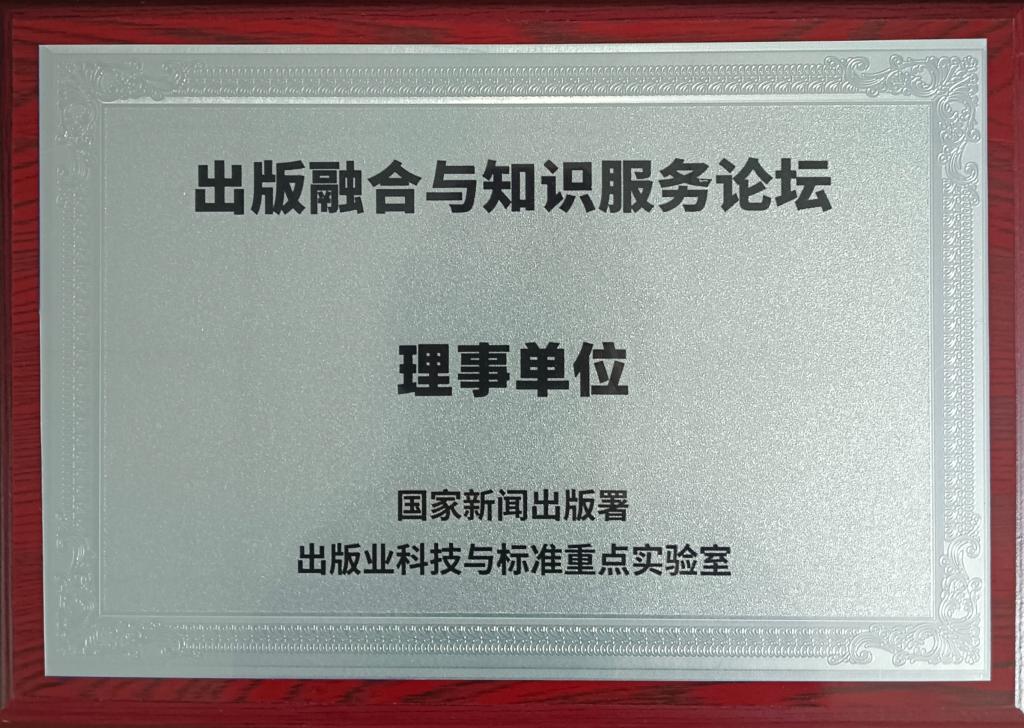 出版融合与知识服务论坛
理事单位
国家新闻出版署
出版业科技与标准重点实验室